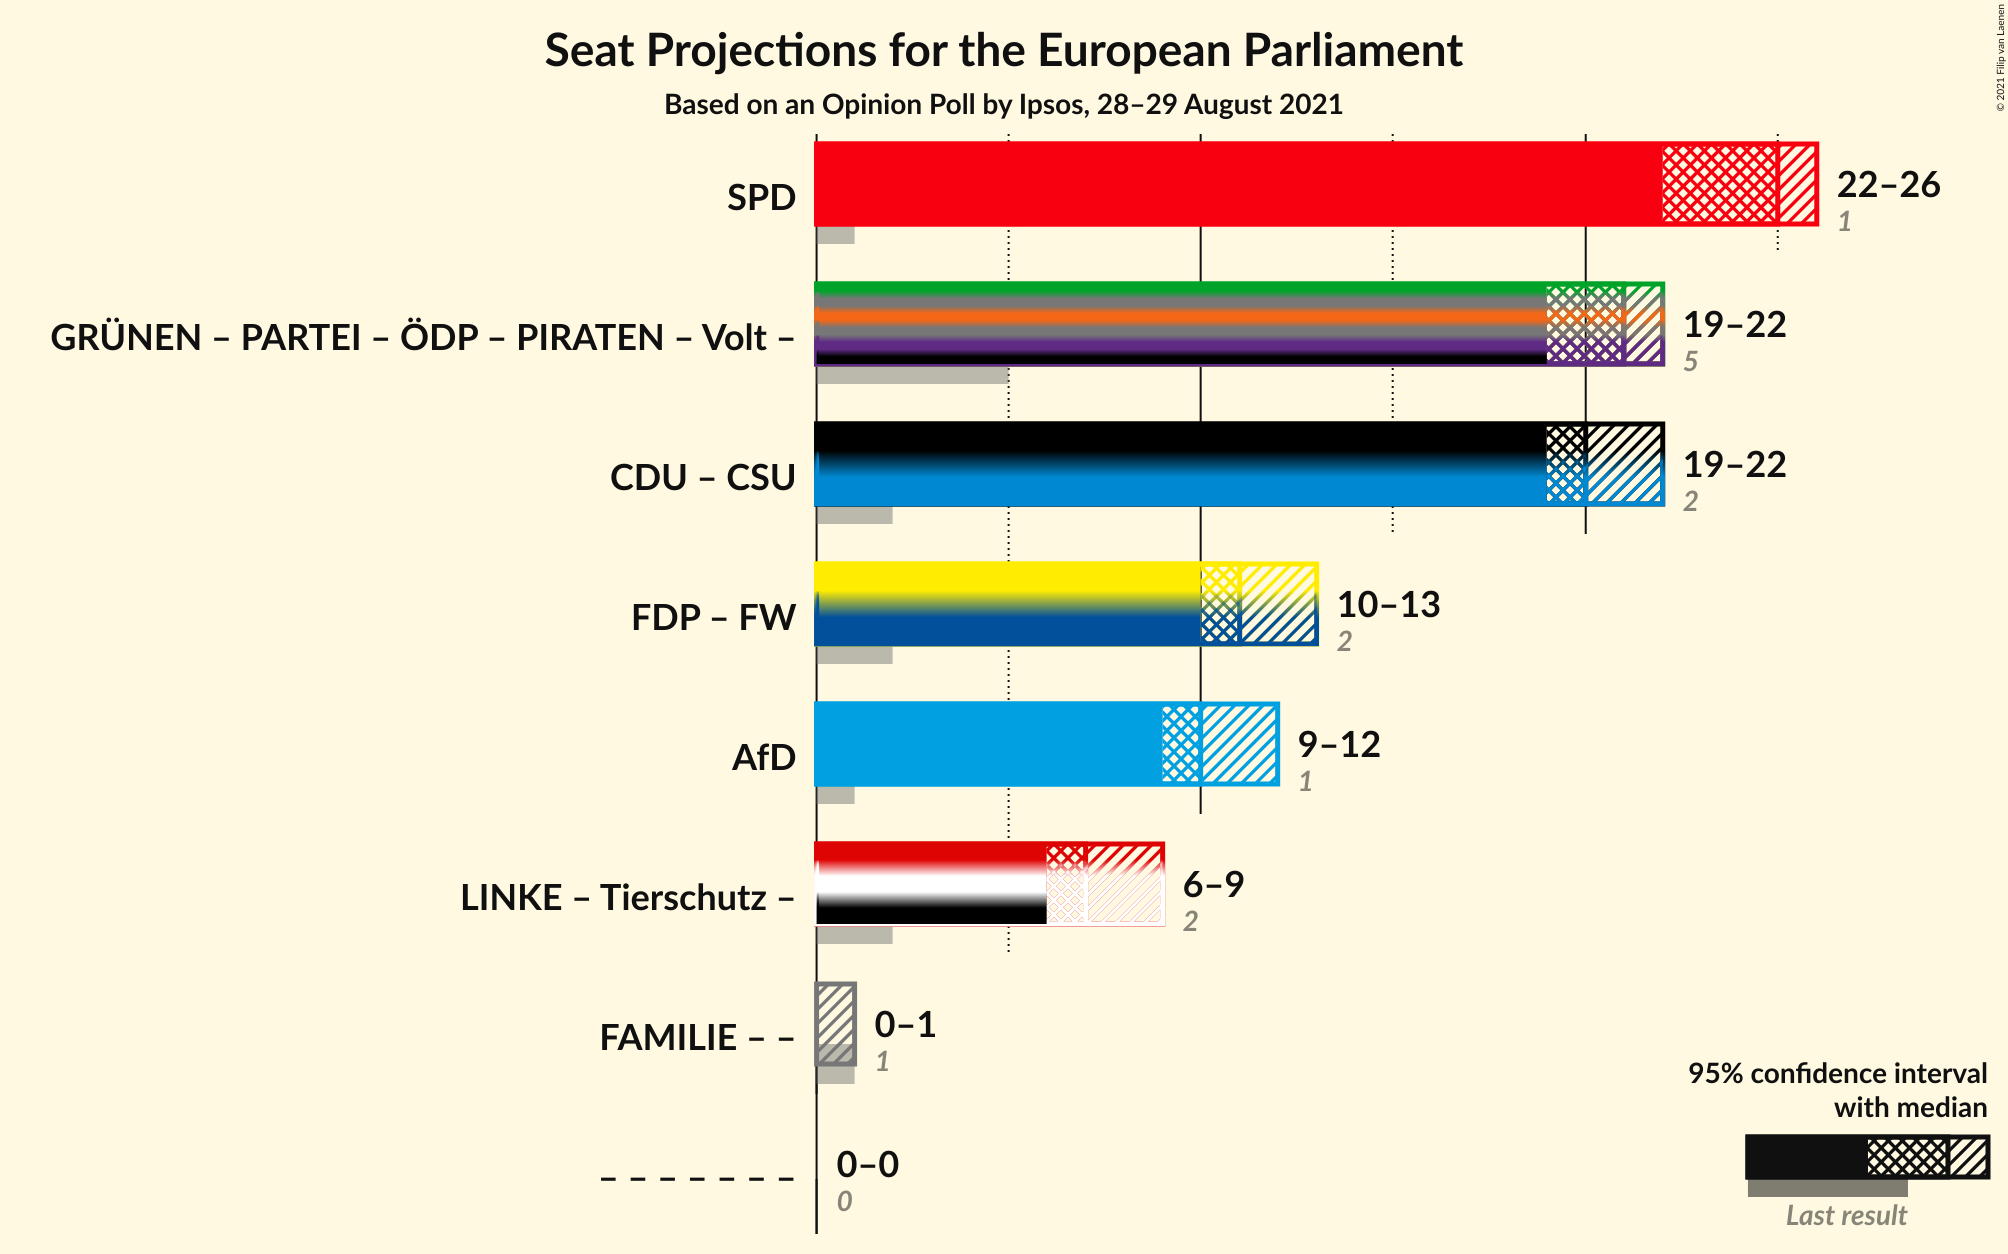 Seat Projections for the European Parliament
Based on an Opinion Poll by Ipsos, 28–29 August 2021
© 2021 Filip van Laenen
SPD
22–26
1
GRÜNEN – PARTEI – ÖDP – PIRATEN – Volt –
19–22
5
CDU – CSU
19–22
2
FDP – FW
10–13
2
AfD
9–12
1
LINKE – Tierschutz –
6–9
2
FAMILIE – –
0–1
1
– – – – – – –
0–0
0
95% confidence interval
with median
Last result